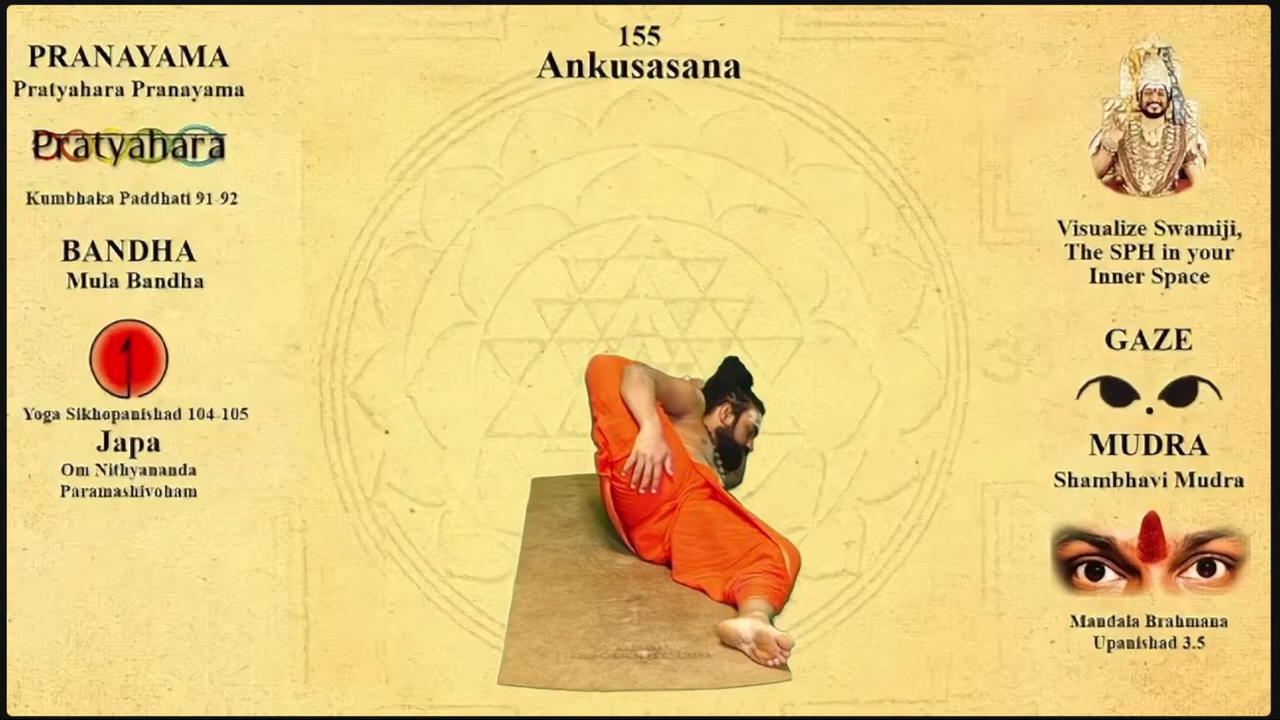 155
Ankusasana
PRANAYAMA
Pratyahara Pranayama
Pratyahara
Kumbhaka Paddhati 91-92
BANDHA
Mula Bandha
Yoga Sikhopanishad 104-105
Japa
Om Nithyananda
Paramashivoham
Visualize Swamiji,
The SPH in your
Inner Space
GAZE
MUDRA
Shambhavi Mudra
Mandala Brahmana
Upanishad 3.5